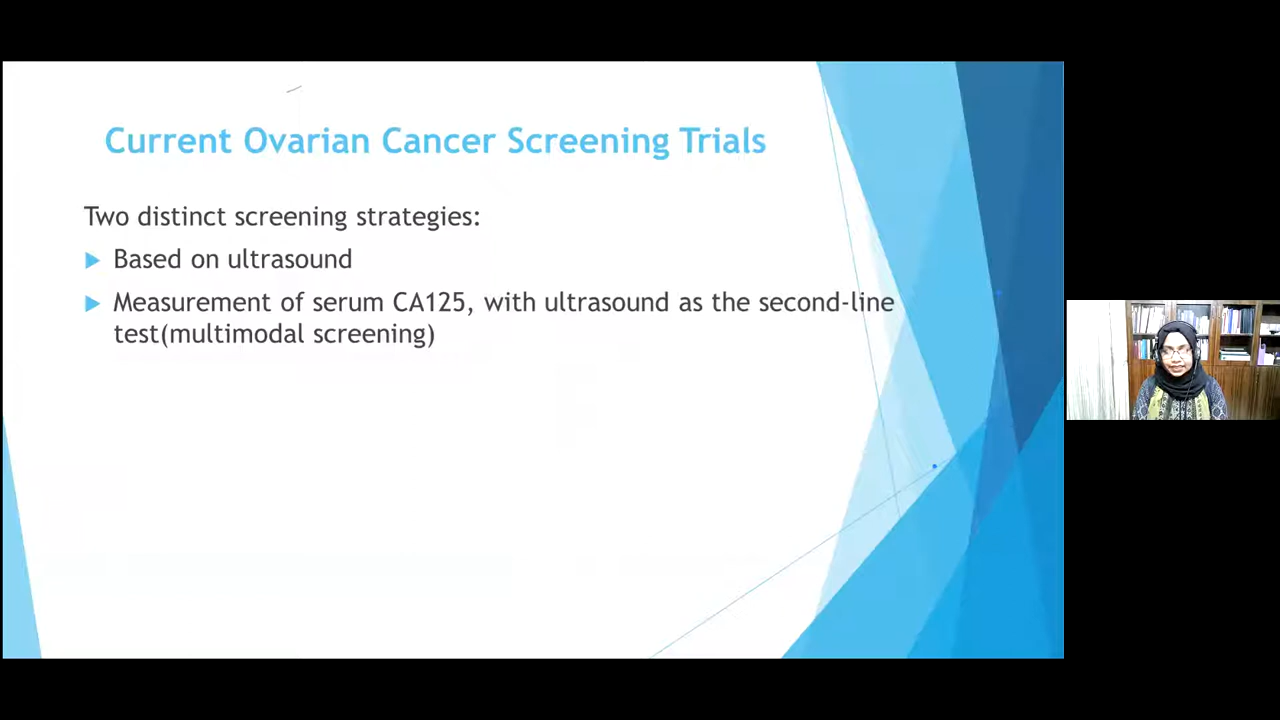 Current Ovarian Cancer Screening Trials
Two distinct screening strategies:
Based on ultrasound
Measurement of serum CA125, with ultrasound as the second-line
test(multimodal screening)